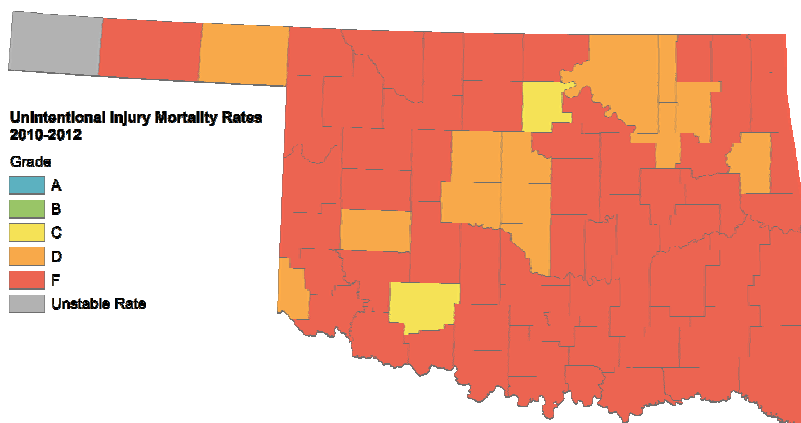 Unintentional Injury Mortality Rates
2010-2012
Grade
A
B
C
D
F
Unstable Rate